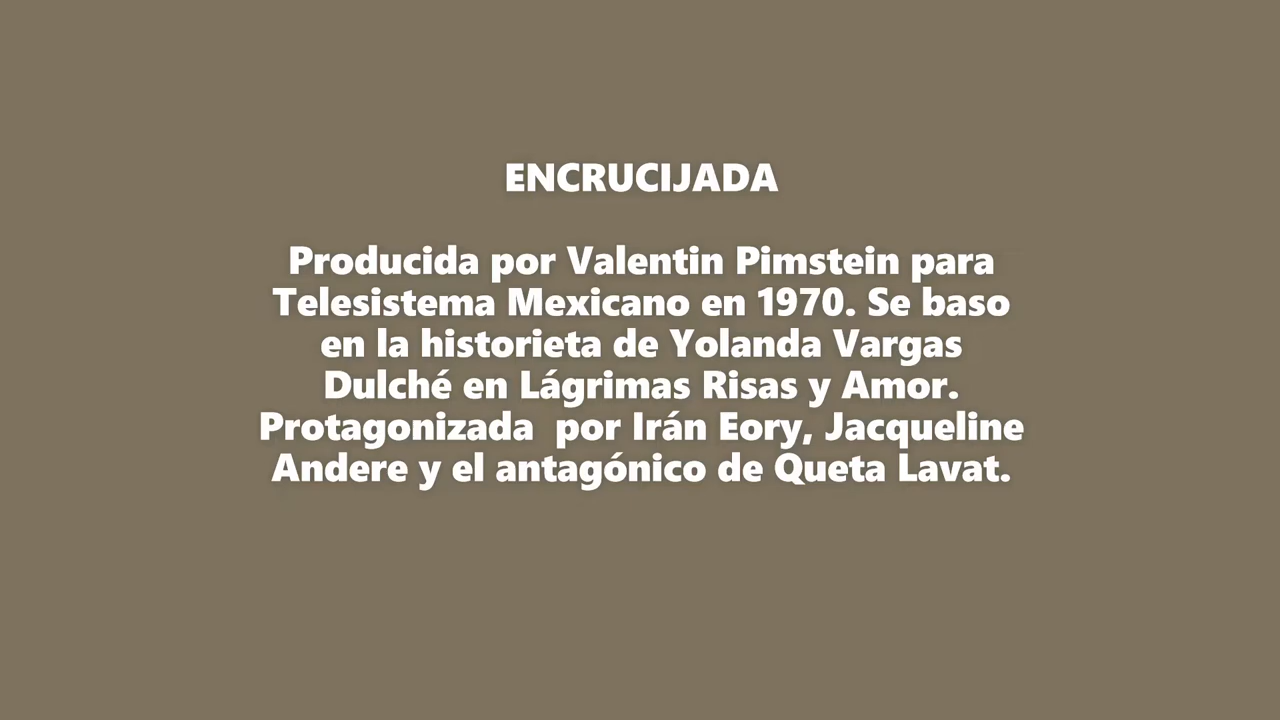 ENCRUCIJADA
Producida por Valentin Pimstein para
Telesistema Mexicano en 1970. Se baso
en la historieta de Yolanda Vargas
Dulché en Lágrimas Risas y Amor.
Protagonizada  por Irán Eory, Jacqueline
Andere y el antagónico de Queta Lavat.